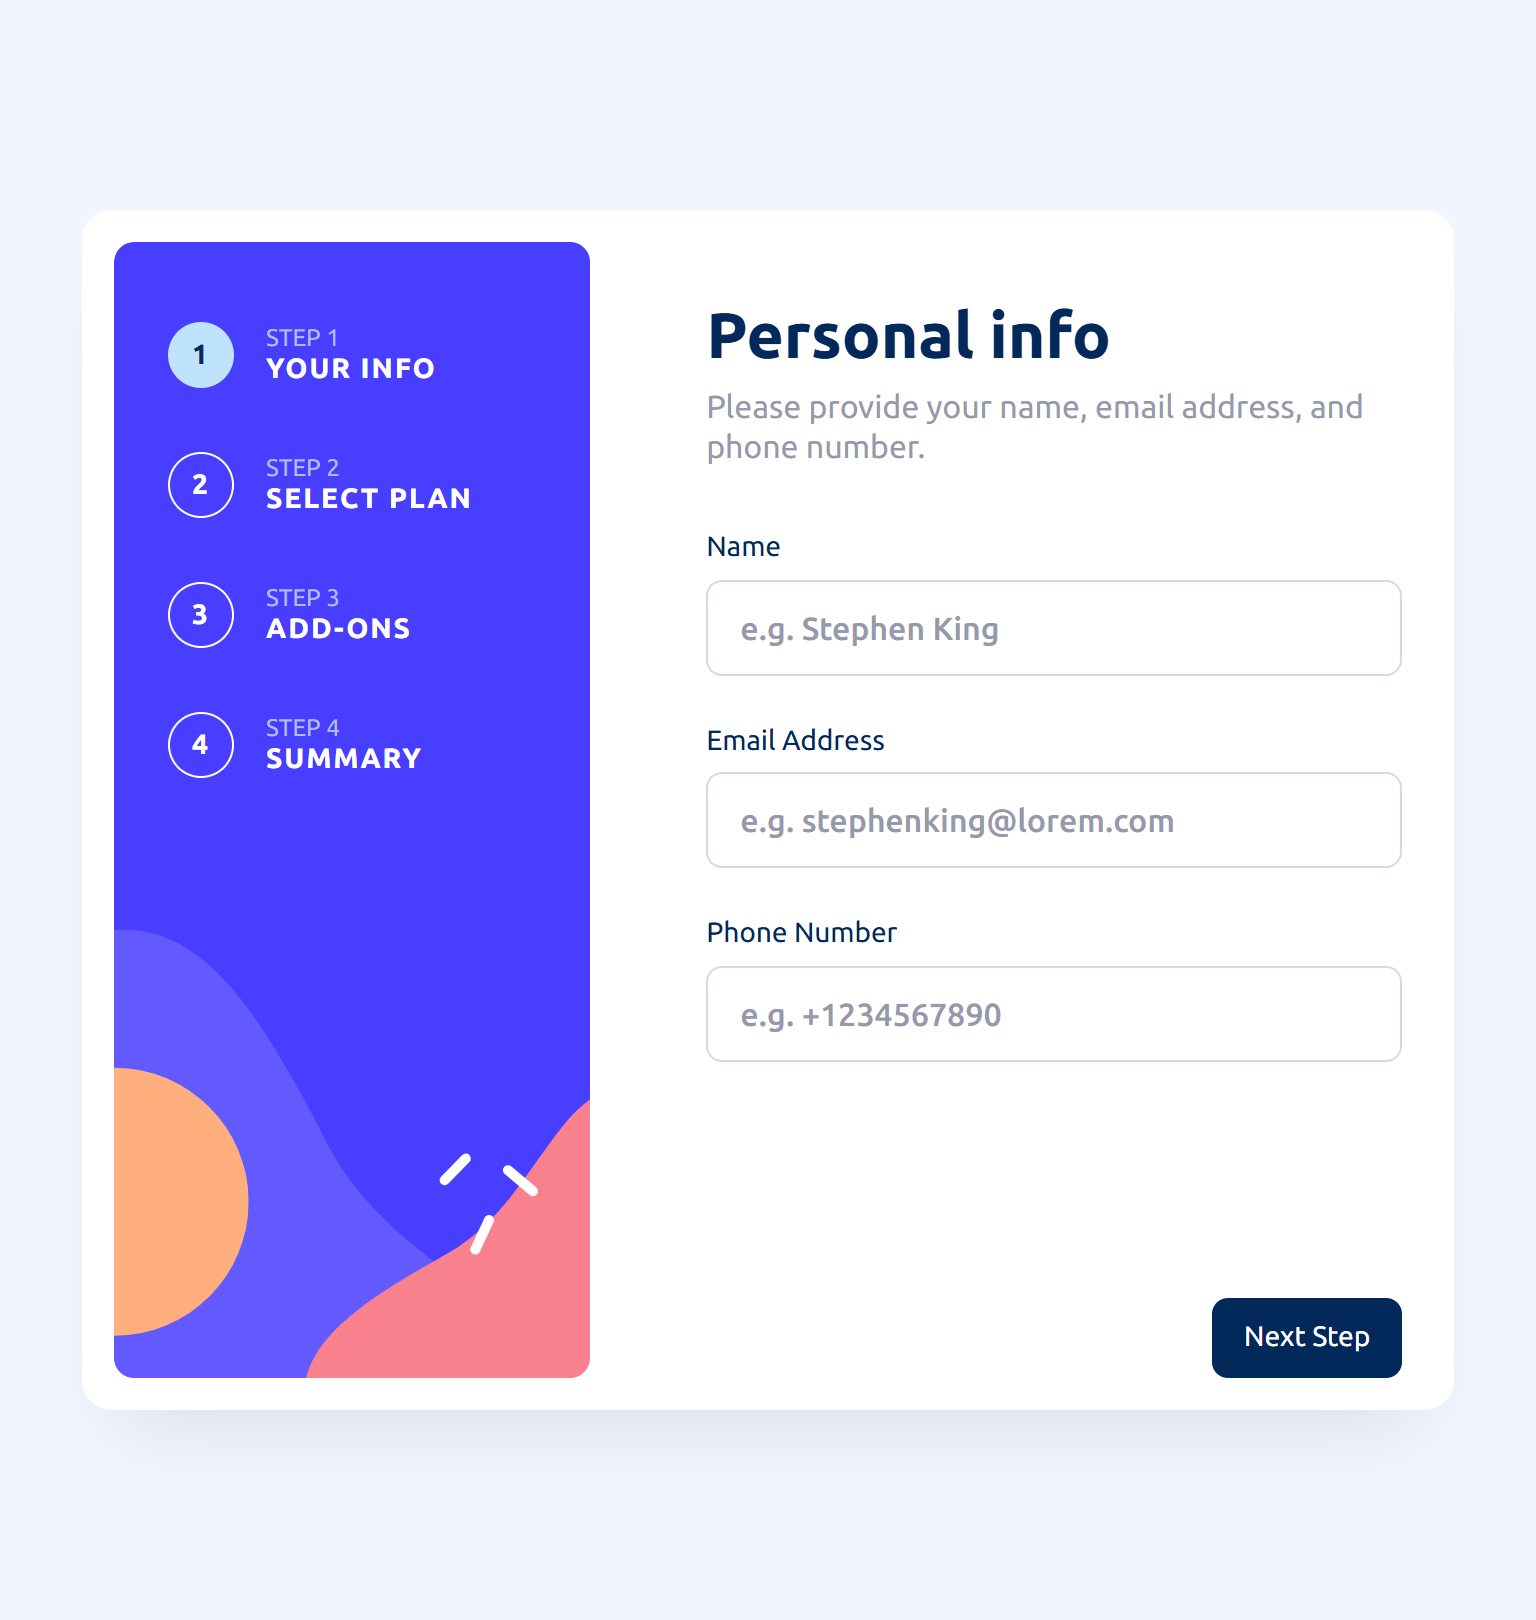 1
STEP 1
YOUR INFO
2
STEP 2
SELECT PLAN
3
STEP 3
ADD-ONS
4
STEP 4
SUMMARY
Personal info
Please provide your name, email address, and
phone number.
Name
e.g. Stephen King
Email Address
e.g. stephenking@lorem.com
Phone Number
e.g. +1234567890
Next Step